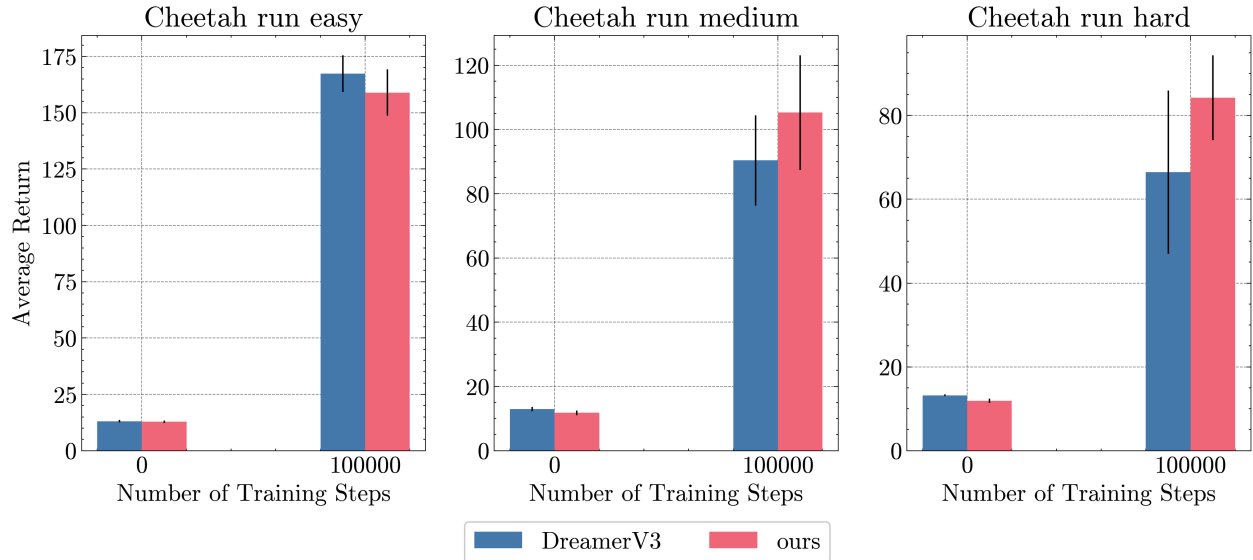 Cheetah run easy
Cheetah run medium
Cheetah run hard
Average Return
175
150
125
100
75
50
25
0
0
100000
Number of Training Steps
120
100
80
60
40
20
0
0
100000
Number of Training Steps
80
60
40
20
0
0
100000
Number of Training Steps
DreamerV3
ours